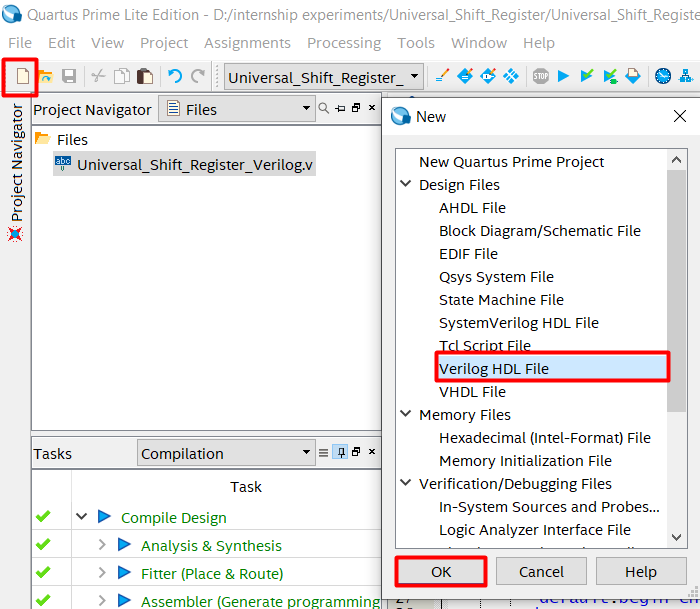 Quartus Prime Lite Edition - D:/internship experiments/Universal_Shift_Register/Universal_Shift_Regist
File Edit View Project Assignments Processing Tools Window Help
Universal_Shift_Register_
STOP
Project Navigator
Project Navigator Files
Files
abc Universal_Shift_Register_Verilog.v
New
New Quartus Prime Project
Design Files
AHDL File
Block Diagram/Schematic File
EDIF File
Qsys System File
State Machine File
SystemVerilog HDL File
Tcl Script File
Verilog HDL File
VHDL File
Memory Files
Hexadecimal (Intel-Format) File
Memory Initialization File
Verification/Debugging Files
In-System Sources and Probes...
Logic Analyzer Interface File
OK Cancel Help
Tasks Compilation
Task
Compile Design
Analysis & Synthesis
Fitter (Place & Route)
Assembler (Generate programming